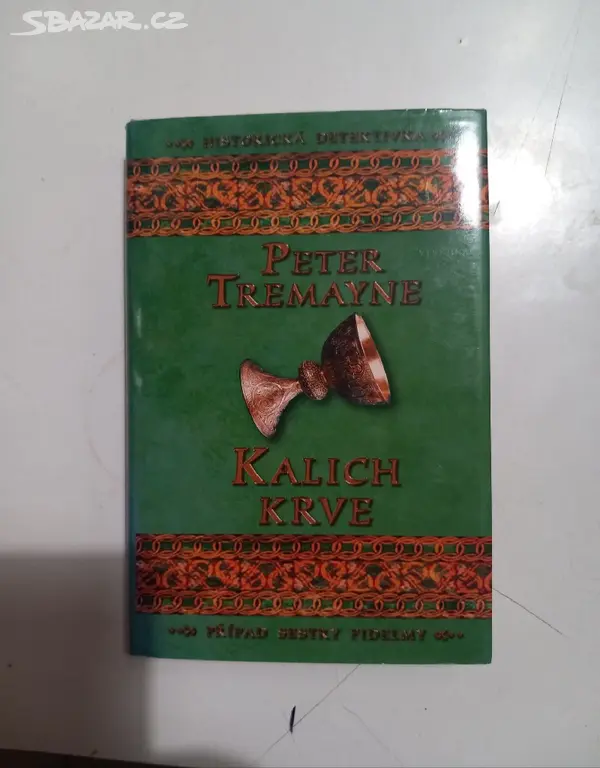 SBAZAR.CZ
HISTORICKÁ DETEKTIVKA
PETER
TREMAYNE
KALICH
KRVE
PŘÍPAD SESTRY FIDELMY